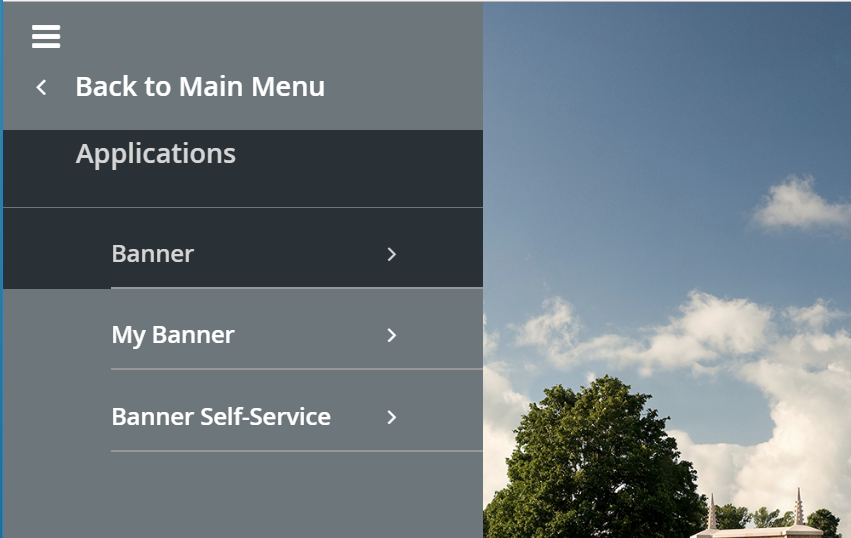 Back to Main Menu
Applications
Banner
My Banner
Banner Self-Service